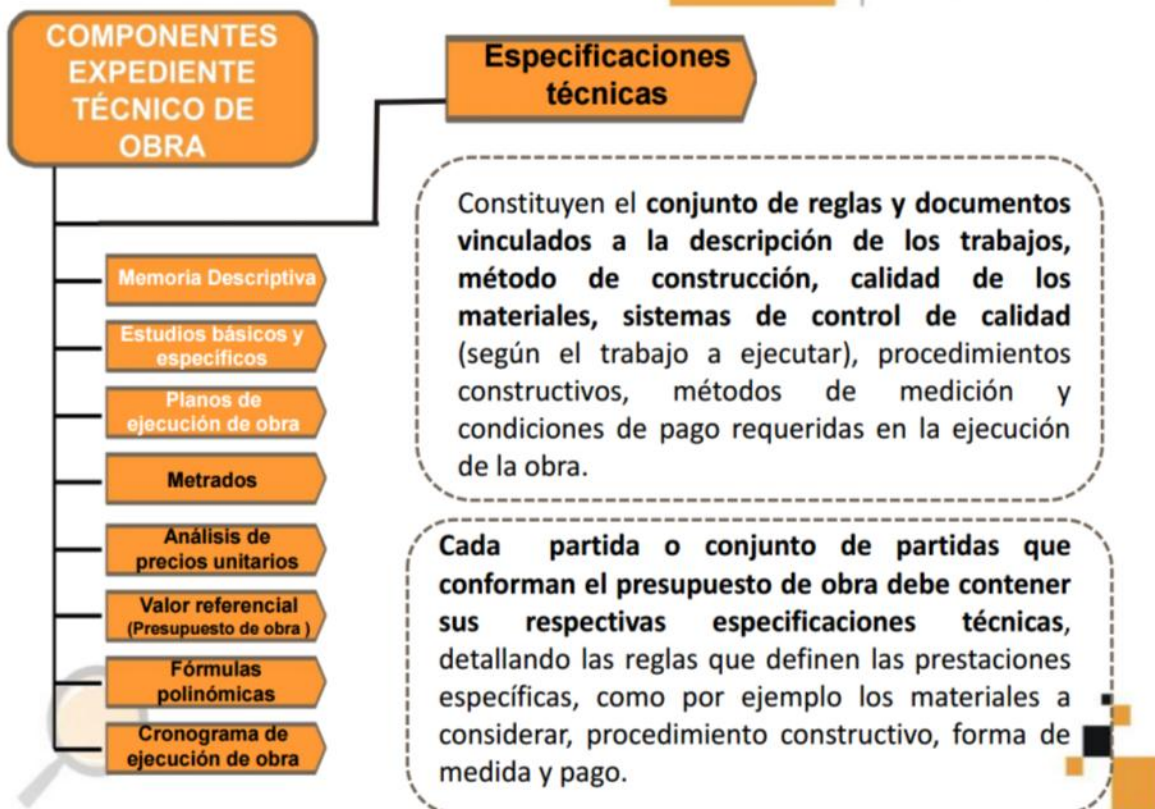 COMPONENTES
EXPEDIENTE
TÉCNICO DE
OBRA
Especificaciones
técnicas
Memoria Descriptiva
Estudios básicos y
específicos
Planos de
ejecución de obra
Metrados
Análisis de
precios unitarios
Valor referencial
(Presupuesto de obra )
Fórmulas
polinómicas
Cronograma de
ejecución de obra
Constituyen el conjunto de reglas y documentos
vinculados a la descripción de los trabajos,
método de construcción, calidad de los
materiales, sistemas de control de calidad
(según el trabajo a ejecutar), procedimientos
constructivos, métodos de medición y
condiciones de pago requeridas en la ejecución
de la obra.
Cada partida o conjunto de partidas que
conforman el presupuesto de obra debe contener
sus respectivas especificaciones técnicas,
detallando las reglas que definen las prestaciones
específicas, como por ejemplo los materiales a
considerar, procedimiento constructivo, forma de
medida y pago.